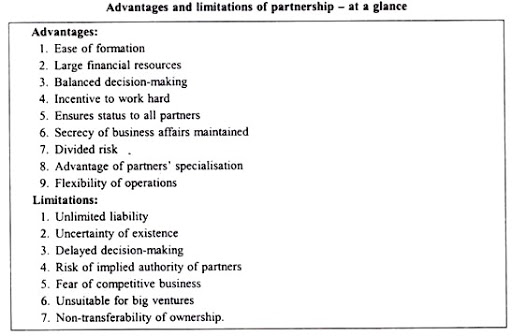 Advantages and limitations of partnership – at a glance
Advantages:
1. Ease of formation
2. Large financial resources
3. Balanced decision-making
4. Incentive to work hard
5. Ensures status to all partners
6. Secrecy of business affairs maintained
7. Divided risk
8. Advantage of partners' specialisation
9. Flexibility of operations
Limitations:
1. Unlimited liability
2. Uncertainty of existence
3. Delayed decision-making
4. Risk of implied authority of partners
5. Fear of competitive business
6. Unsuitable for big ventures
7. Non-transferability of ownership.